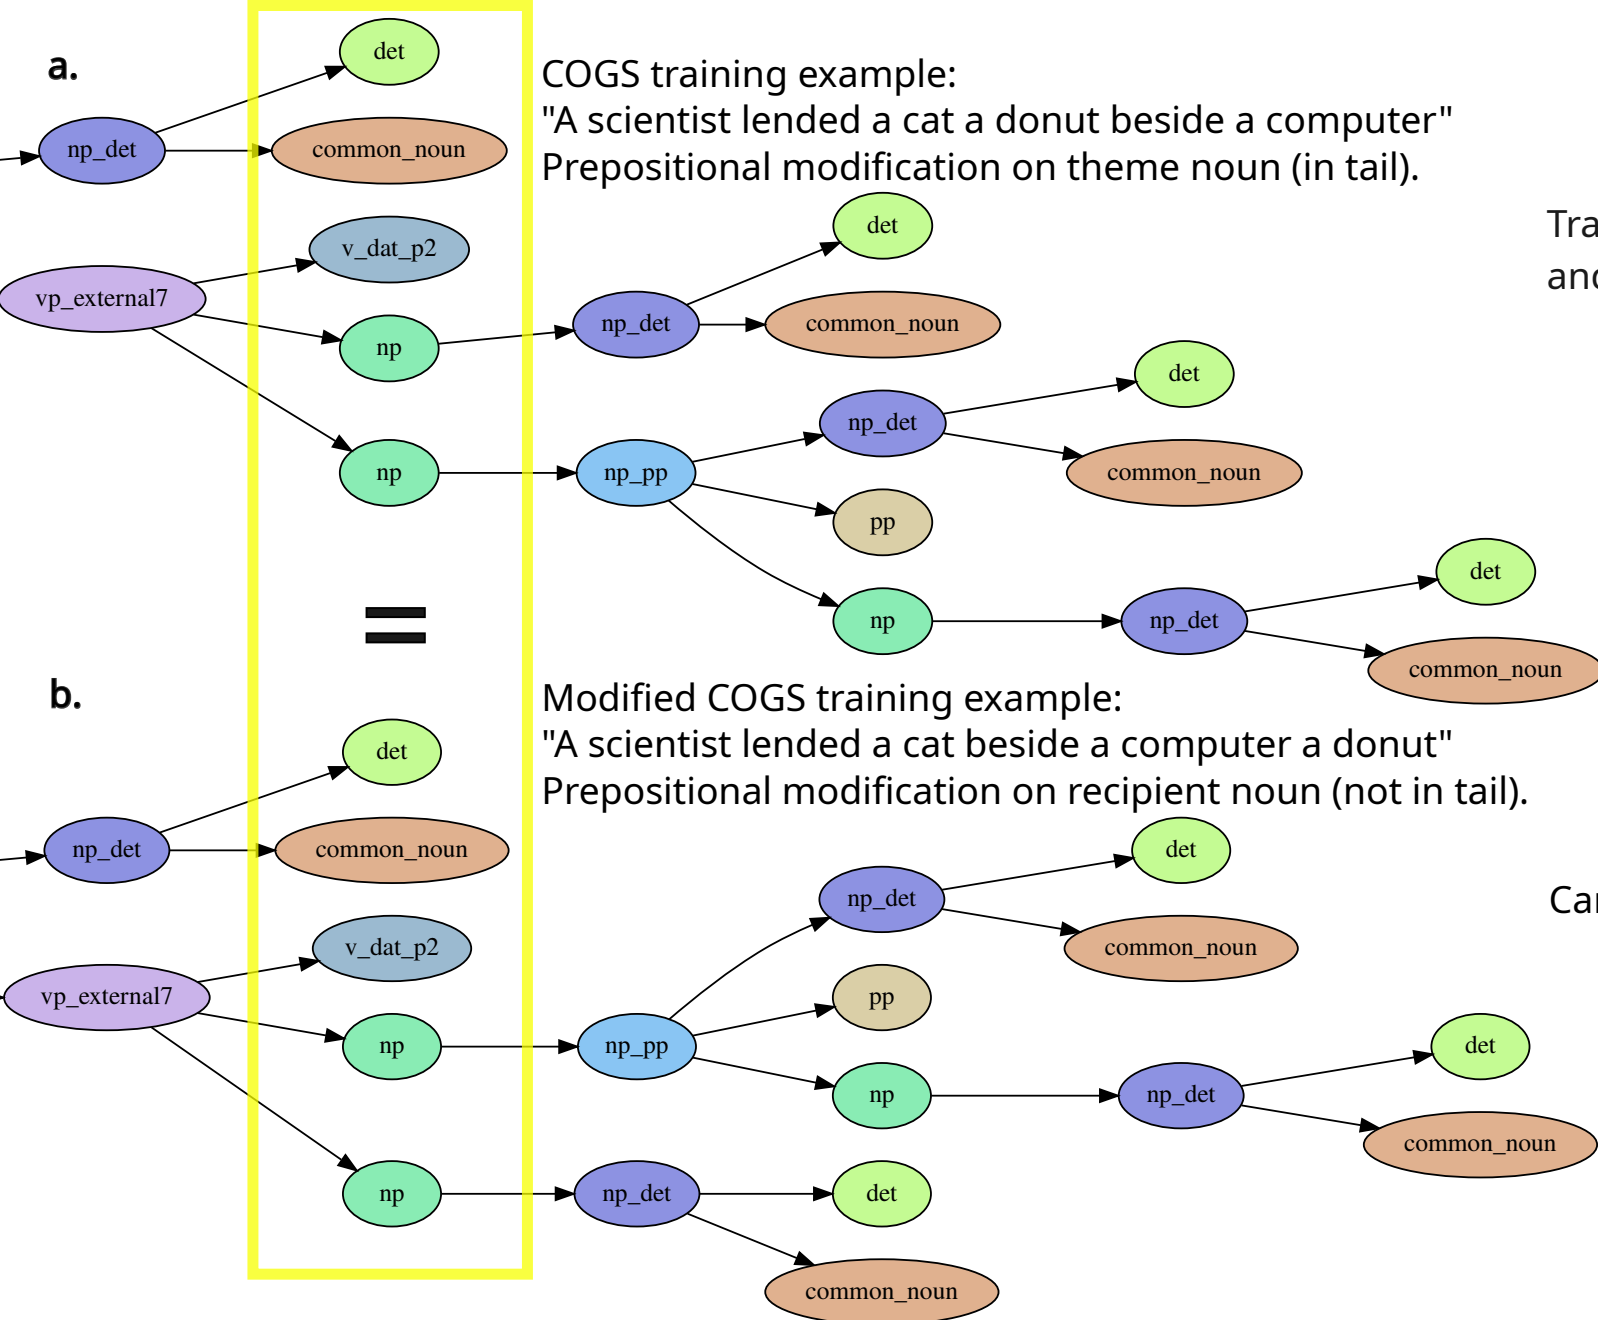 a.
det
COGS training example:
"A scientist lended a cat a donut beside a computer"
Prepositional modification on theme noun (in tail).
np_det
common_noun
v_dat_p2
det
vp_external7
np
np_det
common_noun
det
np_det
np
np_pp
common_noun
pp
det
np
np_det
common_noun
=
b.
Modified COGS training example:
"A scientist lended a cat beside a computer a donut"
Prepositional modification on recipient noun (not in tail).
det
np_det
common_noun
det
np_det
v_dat_p2
common_noun
vp_external7
pp
np
np_pp
det
np
np_det
common_noun
np
np_det
det
common_noun